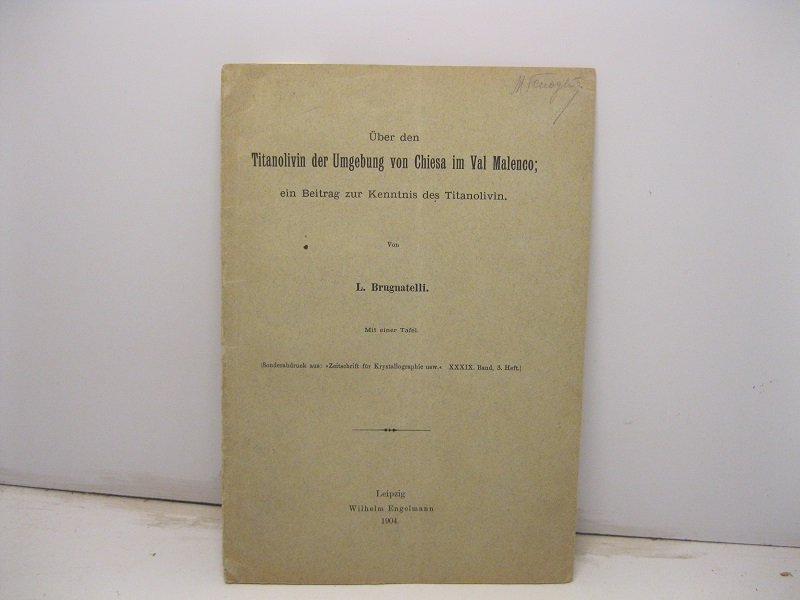 Über den
Titanolivin der Umgebung von Chiesa im Val Malenco;
ein Beitrag zur Kenntnis des Titanolivin.
Von
L. Brugnatelli.
Mit einer Tafel.
(Sonderabdruck aus: »Zeitschrift für Krystallographie usw.« XXXIX. Band, 3. Heft.)
Leipzig
Wilhelm Engelmann
1904